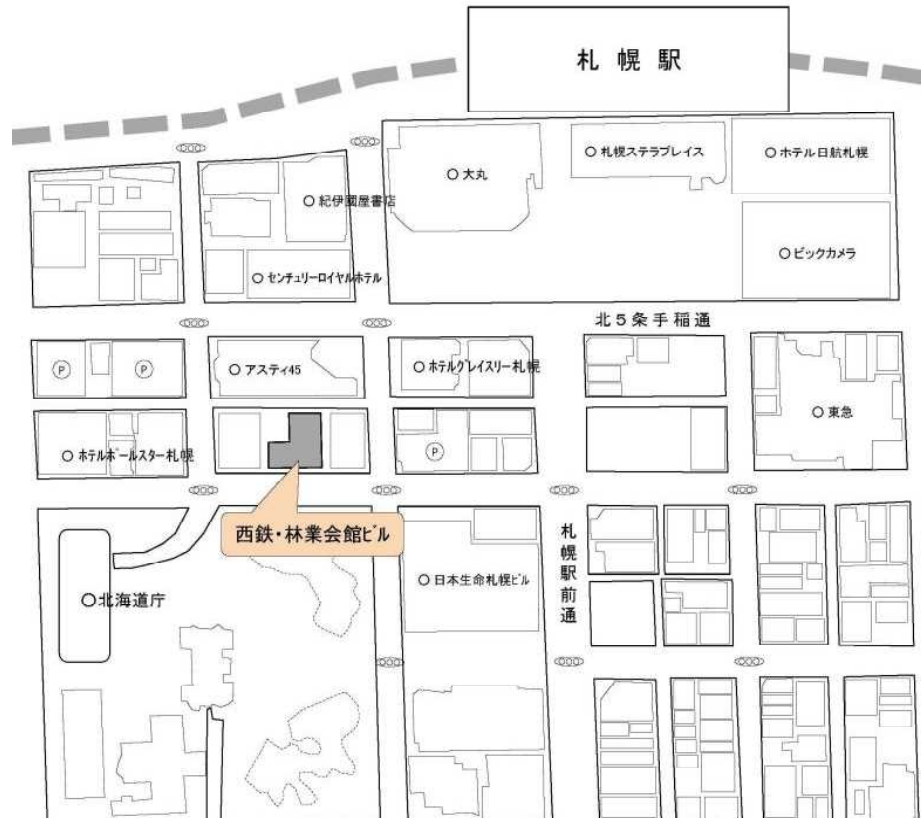 札幌駅
○大丸
○札幌ステラプレイス
○ホテル日航札幌
○紀伊國屋書店
○ビックカメラ
○センチュリーロイヤルホテル
北5条手稲通
P
P
○アスティ45
○ホテルグレイスリー札幌
○東急
○ホテルポールスター札幌
P
西鉄・林業会館ビル
札幌駅前通
○日本生命札幌ビル
○北海道庁